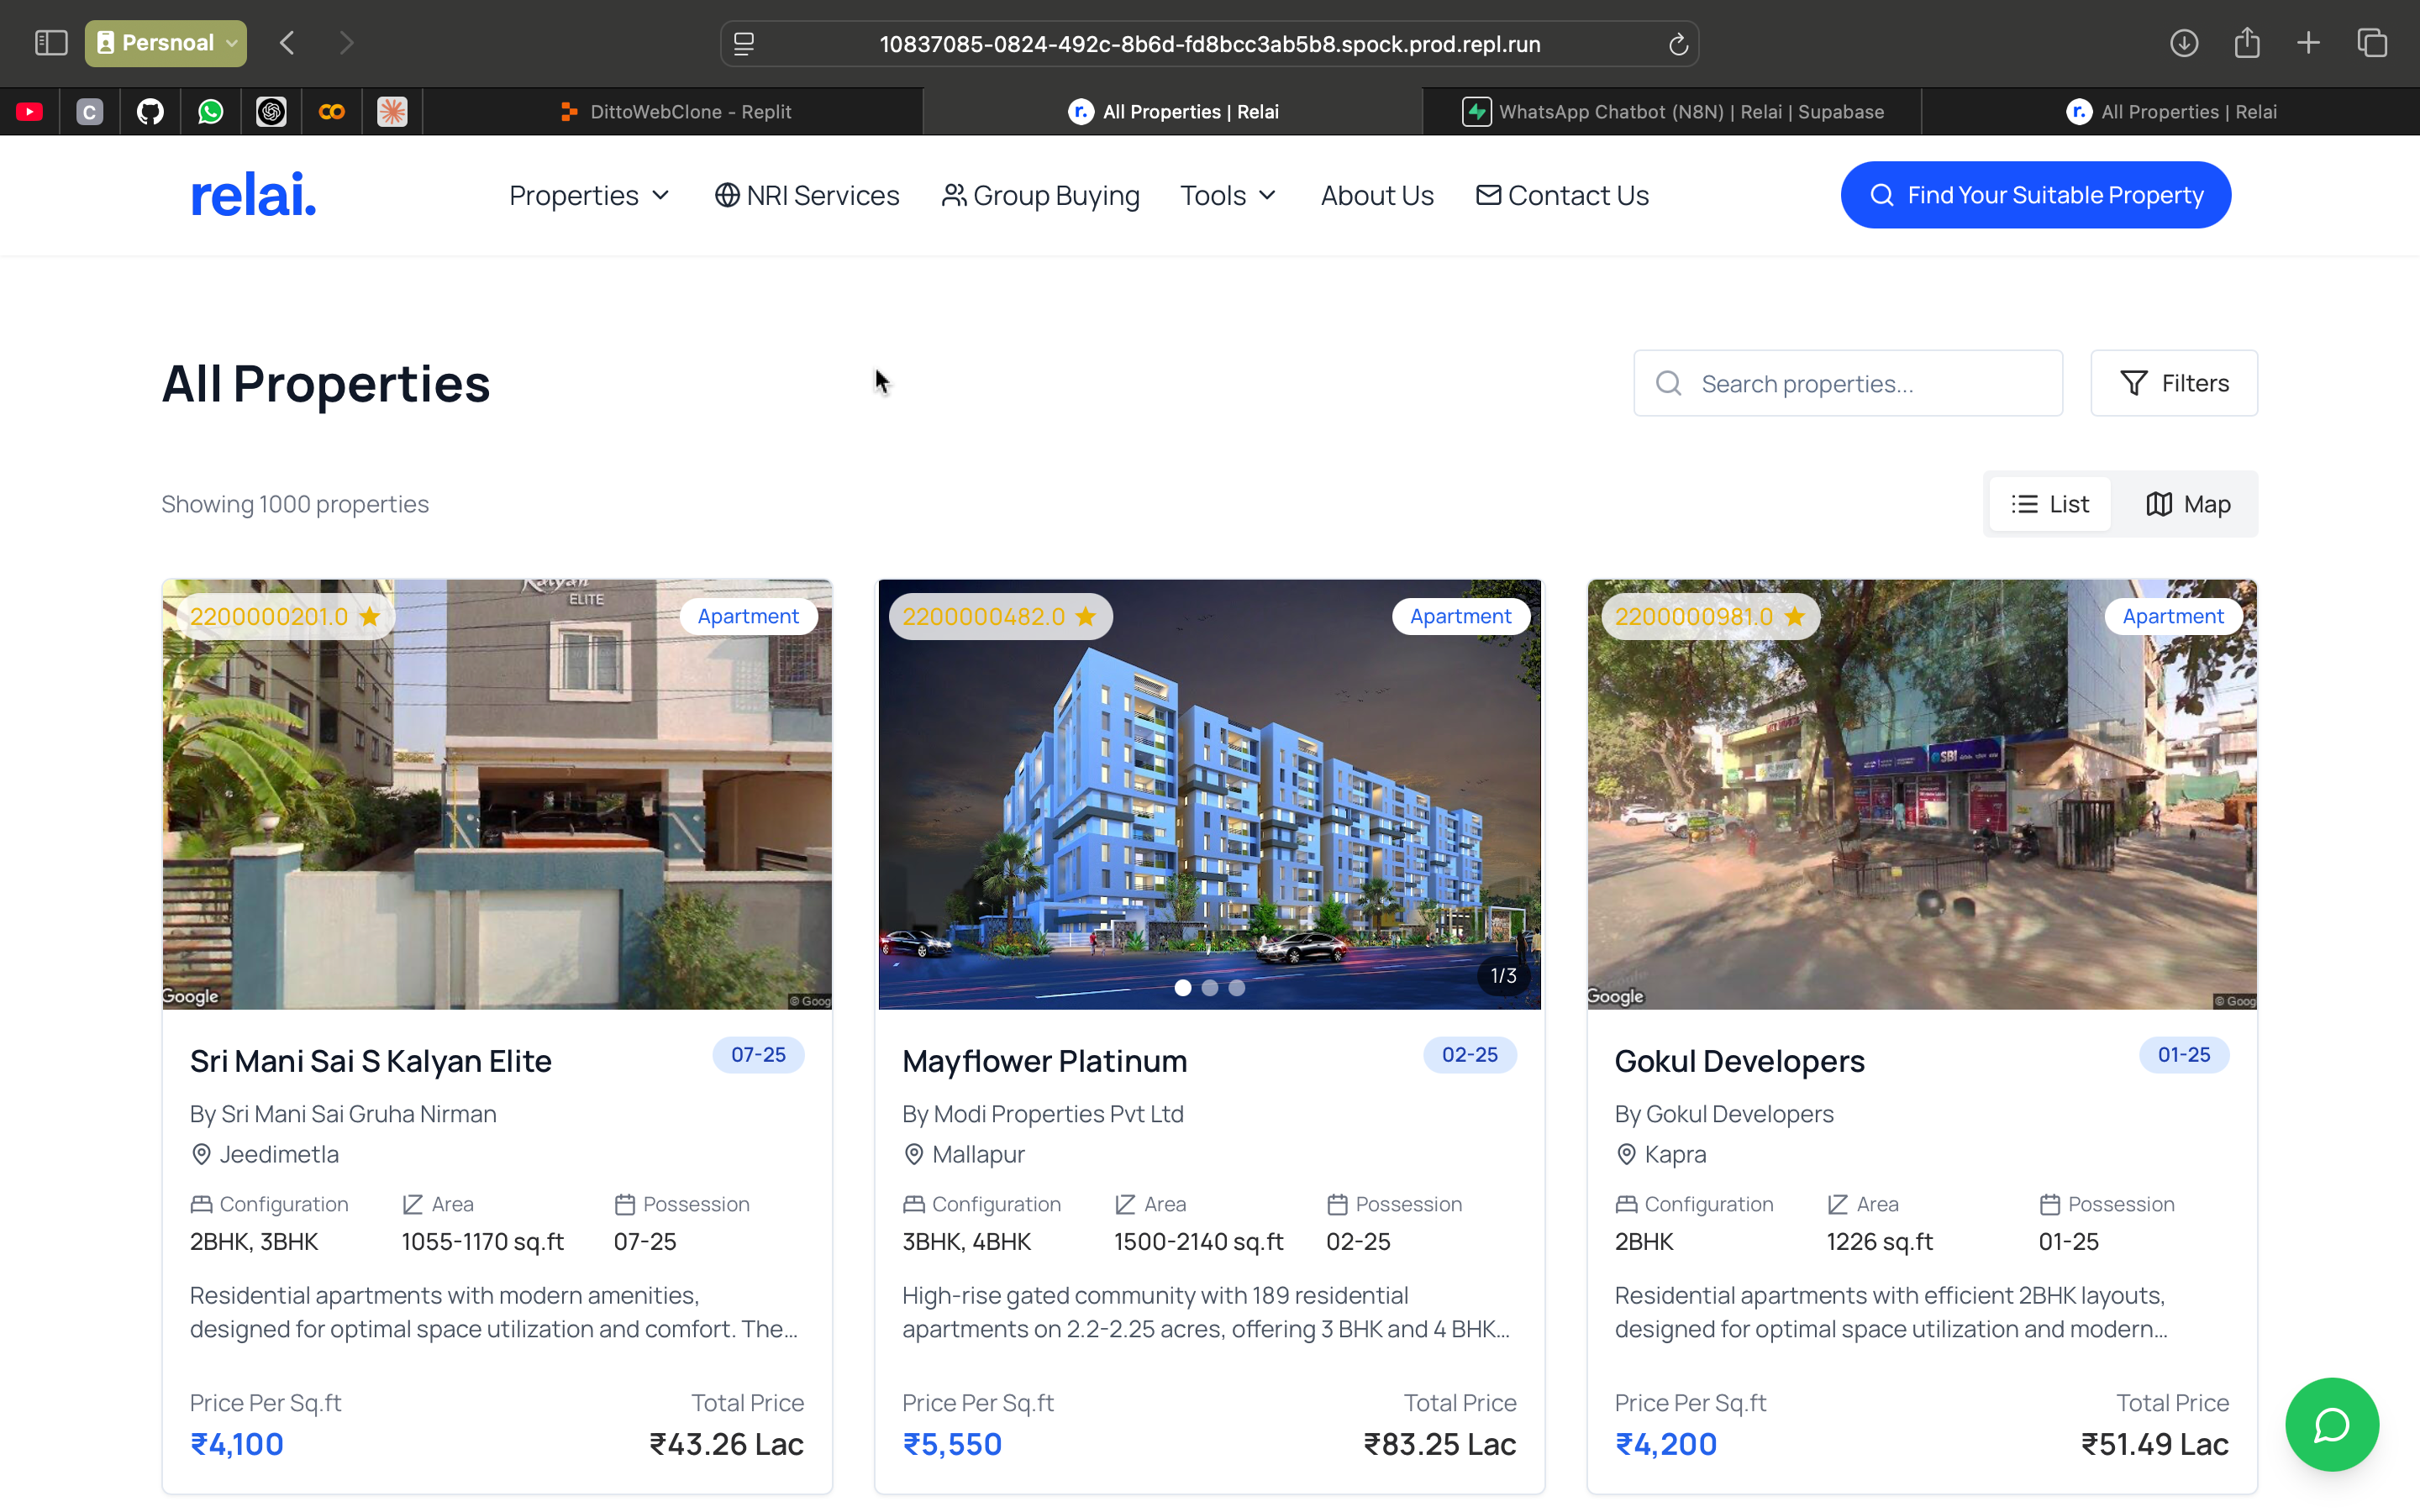 Persnoal
10837085-0824-492c-8b6d-fd8bcc3ab5b8.spock.prod.repl.run
C
DittoWebClone - Replit
r. All Properties | Relai
WhatsApp Chatbot (N8N) | Relai | Supabase
r. All Properties | Relai
relai.
Properties
NRI Services
Group Buying
Tools
About Us
Contact Us
Find Your Suitable Property
All Properties
Search properties...
Filters
Showing 1000 properties
List
Map
2200000201.0
Apartment
Kalyan
ELITE
Google
© Goog
Sri Mani Sai S Kalyan Elite
07-25
By Sri Mani Sai Gruha Nirman
Jeedimetla
Configuration
Area
Possession
2BHK, 3BHK
1055-1170 sq.ft
07-25
Residential apartments with modern amenities,
designed for optimal space utilization and comfort. The...
Price Per Sq.ft
Total Price
₹4,100
₹43.26 Lac
2200000482.0
Apartment
1/3
Mayflower Platinum
02-25
By Modi Properties Pvt Ltd
Mallapur
Configuration
Area
Possession
3BHK, 4BHK
1500-2140 sq.ft
02-25
High-rise gated community with 189 residential
apartments on 2.2-2.25 acres, offering 3 BHK and 4 BHK...
Price Per Sq.ft
Total Price
₹5,550
₹83.25 Lac
2200000981.0
Apartment
SBI
Google
© Goog
Gokul Developers
01-25
By Gokul Developers
Kapra
Configuration
Area
Possession
2BHK
1226 sq.ft
01-25
Residential apartments with efficient 2BHK layouts,
designed for optimal space utilization and modern...
Price Per Sq.ft
Total Price
₹4,200
₹51.49 Lac